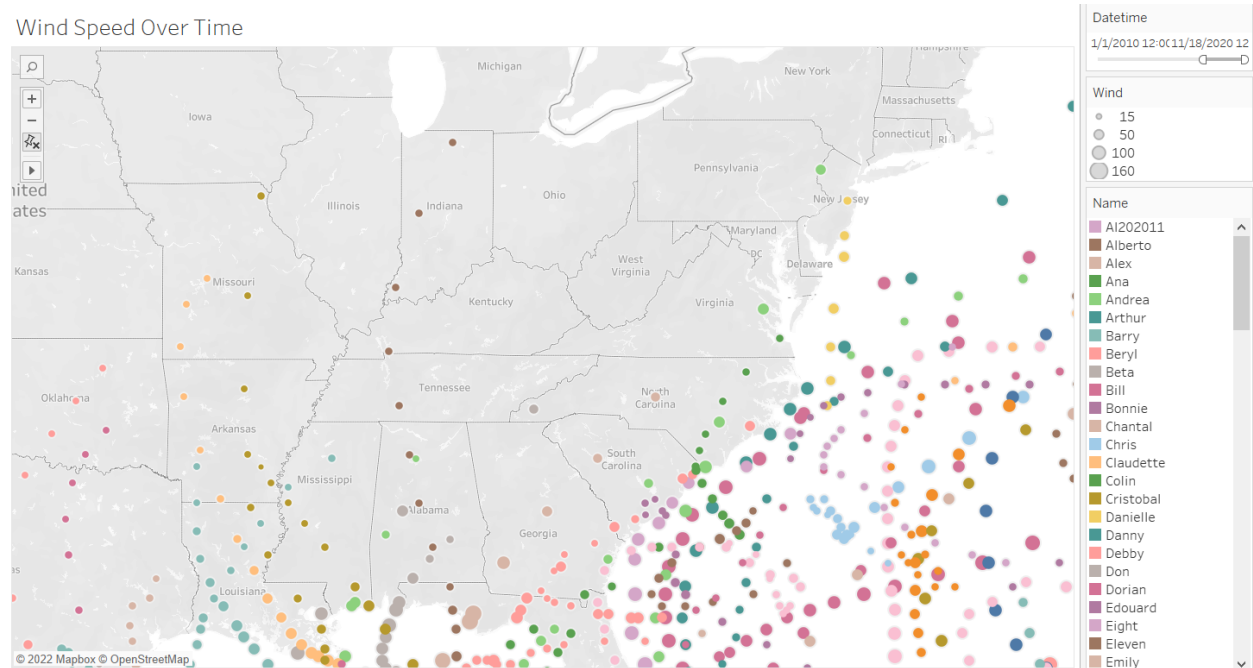 Wind Speed Over Time
Datetime
1/1/2010 12:0(11/18/2020 12
Wind
15
50
100
160
Name
AI202011
Alberto
Alex
Ana
Andrea
Arthur
Barry
Beryl
Beta
Bill
Bonnie
Chantal
Chris
Claudette
Colin
Cristobal
Danielle
Danny
Debby
Don
Dorian
Edouard
Eight
Eleven
Emily
Michigan
New York
Hampshire
Massachusetts
Connecticut
RI
Iowa
Pennsylvania
nited
ates
Illinois
Indiana
Ohio
New Jersey
Maryland
DC
Delaware
West
Virginia
Kansas
Missouri
Kentucky
Virginia
Oklahoma
Arkansas
Tennessee
North
Carolina
South
Carolina
Mississippi
Alabama
Georgia
as
Louisiana
© 2022 Mapbox © OpenStreetMap